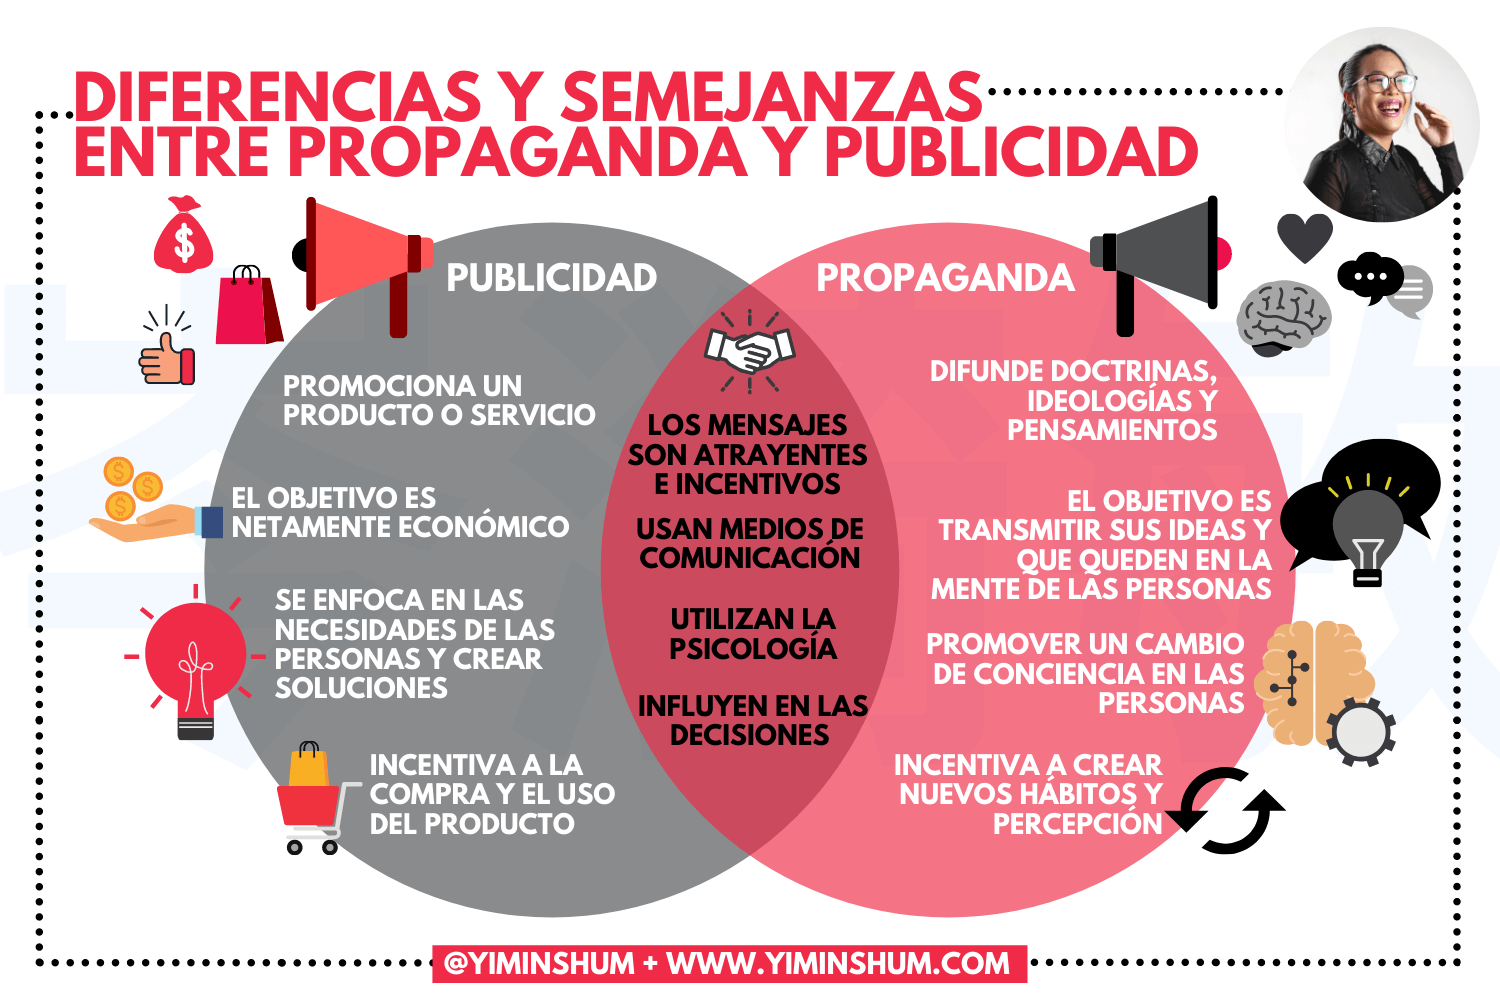 DIFERENCIAS Y SEMEJANZAS
ENTRE PROPAGANDA Y PUBLICIDAD
PUBLICIDAD
PROMOCIONA UN
PRODUCTO O SERVICIO
EL OBJETIVO ES
NETAMENTE ECONÓMICO
SE ENFOCA EN LAS
NECESIDADES DE LAS
PERSONAS Y CREAR
SOLUCIONES
INCENTIVA A LA
COMPRA Y EL USO
DEL PRODUCTO
LOS MENSAJES
SON ATRAYENTES
E INCENTIVOS
USAN MEDIOS DE
COMUNICACIÓN
UTILIZAN LA
PSICOLOGÍA
INFLUYEN EN LAS
DECISIONES
PROPAGANDA
DIFUNDE DOCTRINAS,
IDEOLOGÍAS Y
PENSAMIENTOS
EL OBJETIVO ES
TRANSMITIR SUS IDEAS Y
QUE QUEDEN EN LA
MENTE DE LAS PERSONAS
PROMOVER UN CAMBIO
DE CONCIENCIA EN LAS
PERSONAS
INCENTIVA A CREAR
NUEVOS HÁBITOS Y
PERCEPCIÓN
@YIMINSHUM + WWW.YIMINSHUM.COM